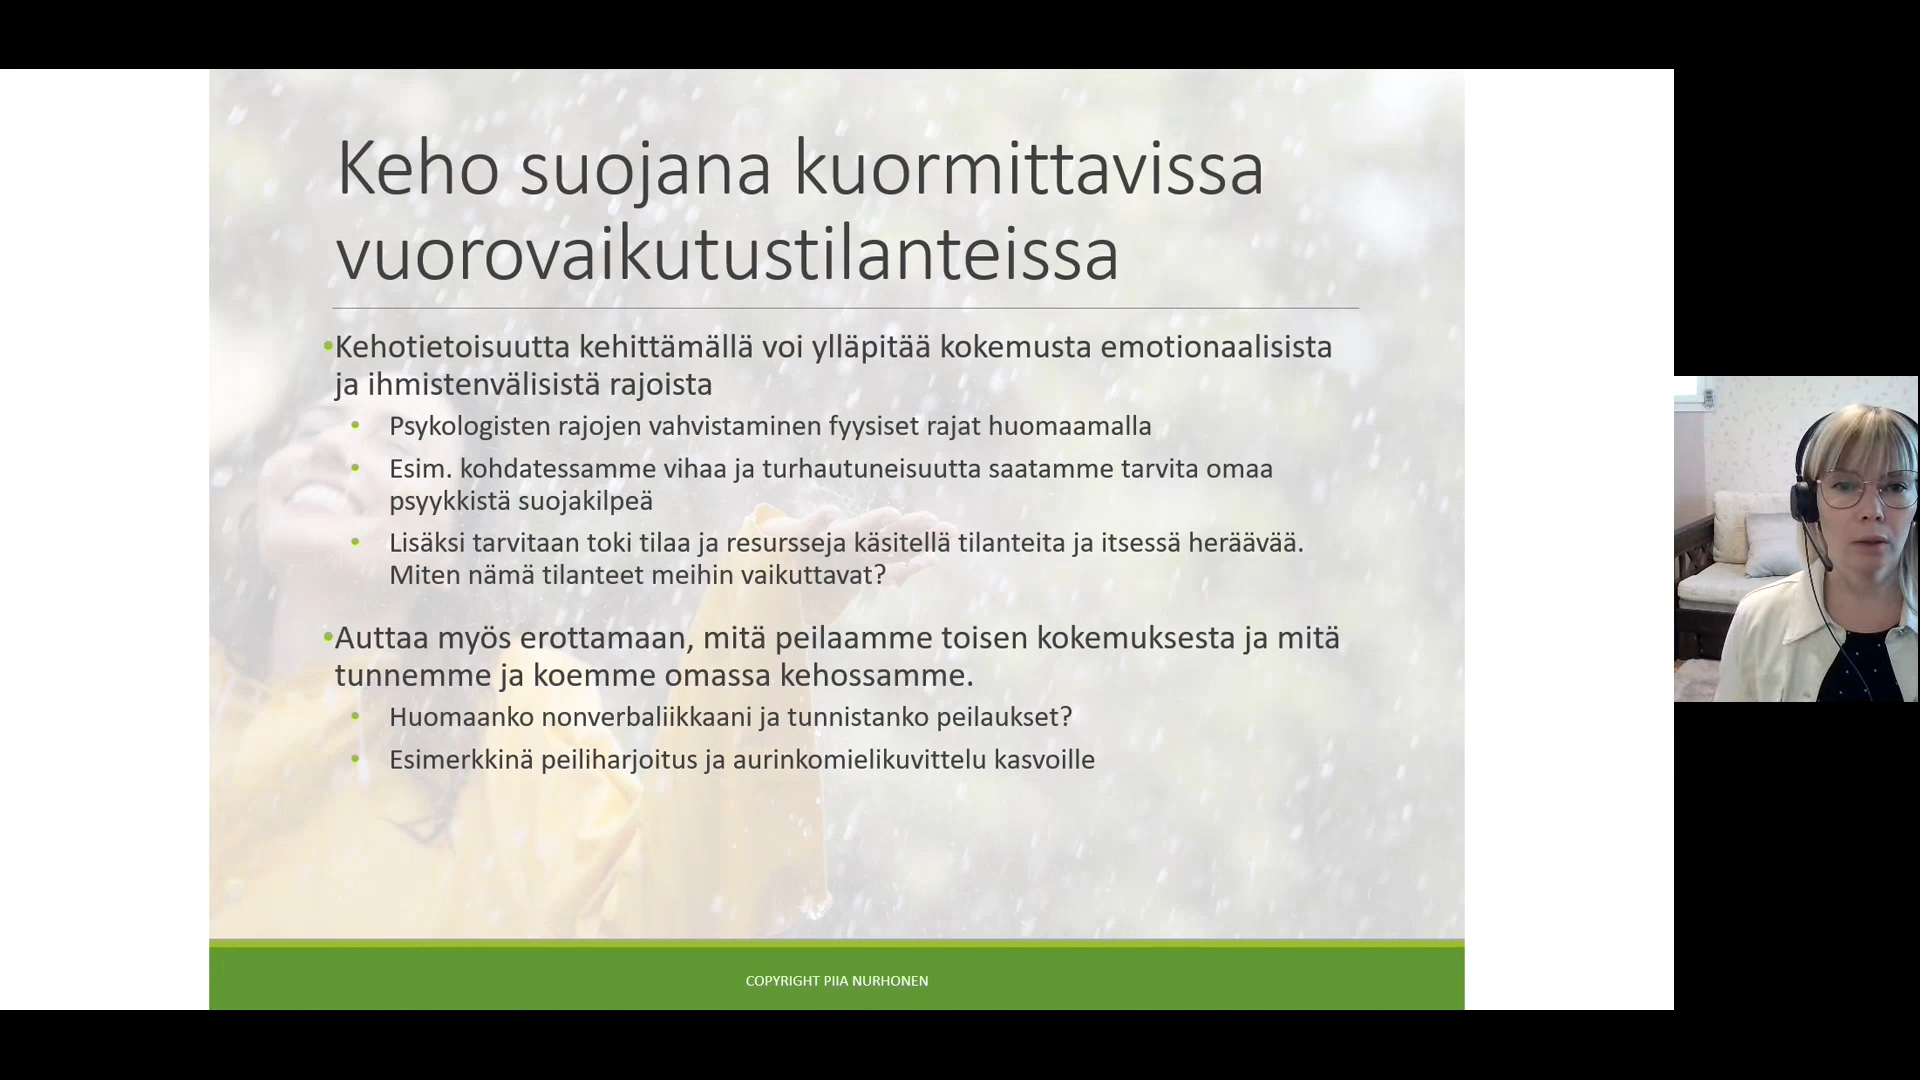 Keho suojana kuormittavissa
vuorovaikutustilanteissa
•Kehotietoisuutta kehittämällä voi ylläpitää kokemusta emotionaalisista
ja ihmistenvälisistä rajoista
• Psykologisten rajojen vahvistaminen fyysiset rajat huomaamalla
• Esim. kohdatessamme vihaa ja turhautuneisuutta saatamme tarvita omaa
psyykkistä suojakilpeä
• Lisäksi tarvitaan toki tilaa ja resursseja käsitellä tilanteita ja itsessä heräävää.
Miten nämä tilanteet meihin vaikuttavat?
•Auttaa myös erottamaan, mitä peilaamme toisen kokemuksesta ja mitä
tunnemme ja koemme omassa kehossamme.
• Huomaanko nonverbaliikkaani ja tunnistanko peilaukset?
• Esimerkkinä peiliharjoitus ja aurinkomielikuvittelu kasvoille
COPYRIGHT PIIA NURHONEN